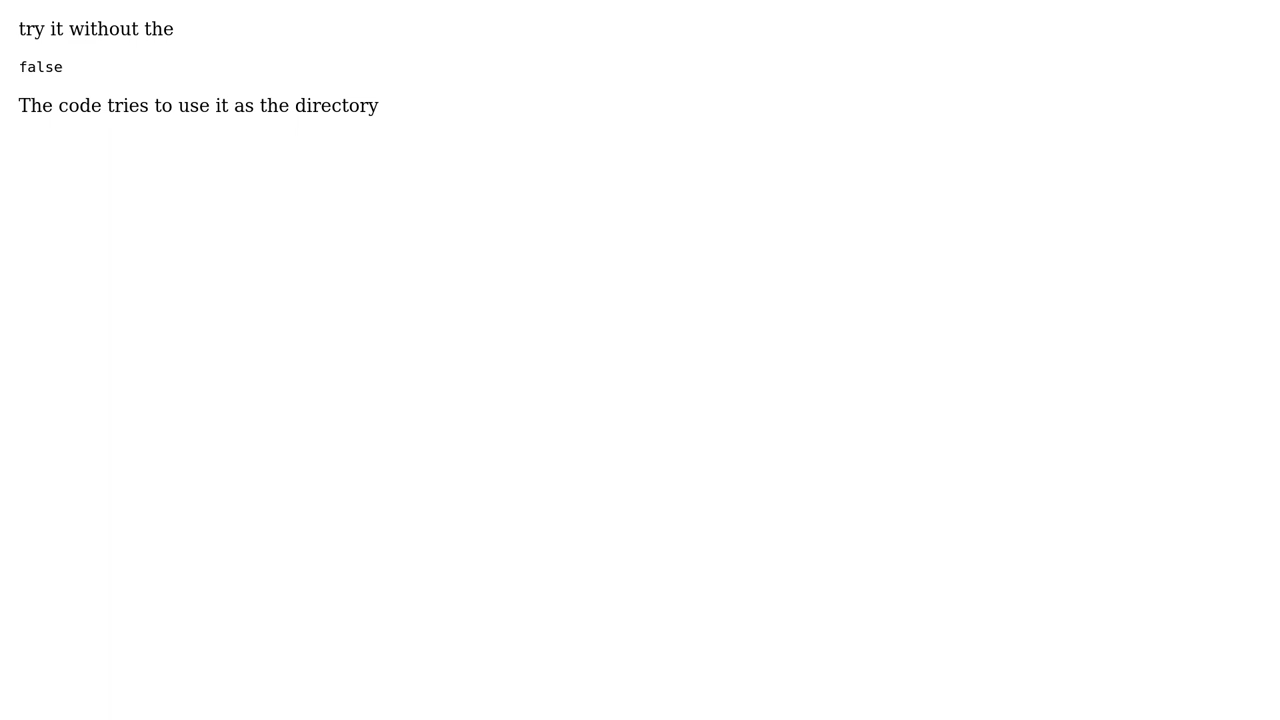 try it without the
false
The code tries to use it as the directory